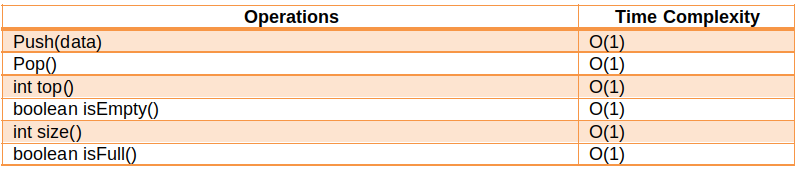 Operations Time Complexity
Push(data) O(1)
Pop() O(1)
int top() O(1)
boolean isEmpty() O(1)
int size() O(1)
boolean isFull() O(1)